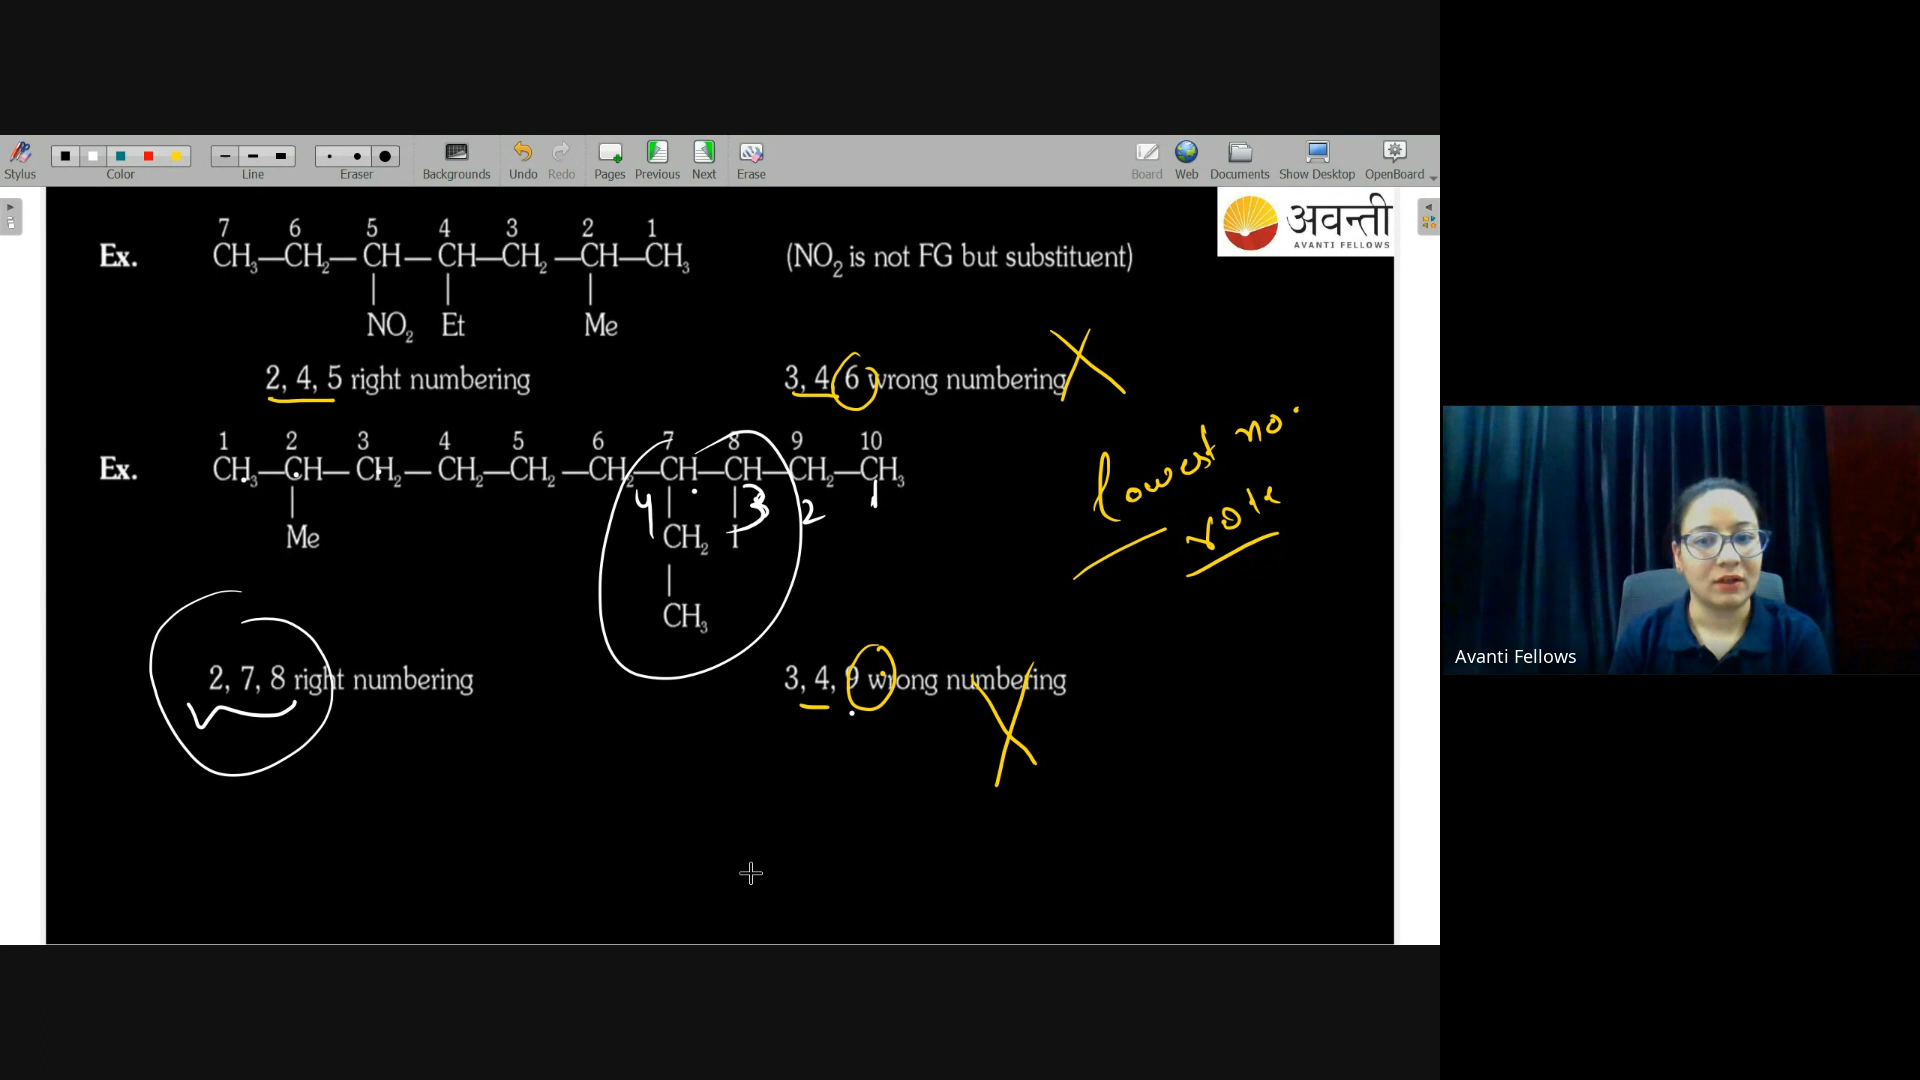 Stylus Color Line Eraser Backgrounds Undo Redo Pages Previous Next Erase Board Web Documents Show Desktop OpenBoard
अवन्ती
AVANTI FELLOWS
7 6 5 4 3 2 1
Ex. CH₃—CH₂—CH—CH—CH₂—CH—CH₃ (NO₂ is not FG but substituent)
NO₂ Et Me
2, 4, 5 right numbering 3, 4, 6 wrong numbering
lowest no.
1 2 3 4 5 6 7 8 9 10
Ex. CH₃—CH—CH₂—CH₂—CH₂—CH₂—CH—CH—CH₂—CH₃
4 3 2 1
Me CH₂ I
CH₃
2, 7, 8 right numbering 3, 4, 9 wrong numbering
Avanti Fellows